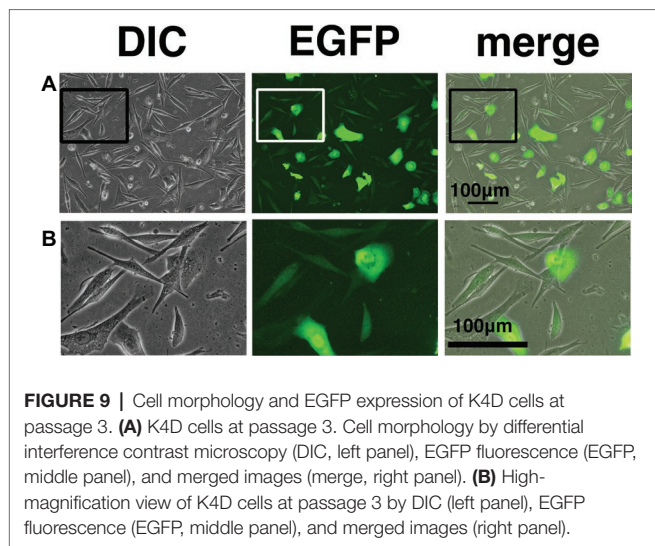 DIC EGFP merge
A
100μm
B
100μm
FIGURE 9 | Cell morphology and EGFP expression of K4D cells at
passage 3. (A) K4D cells at passage 3. Cell morphology by differential
interference contrast microscopy (DIC, left panel), EGFP fluorescence (EGFP,
middle panel), and merged images (merge, right panel). (B) High-
magnification view of K4D cells at passage 3 by DIC (left panel), EGFP
fluorescence (EGFP, middle panel), and merged images (right panel).